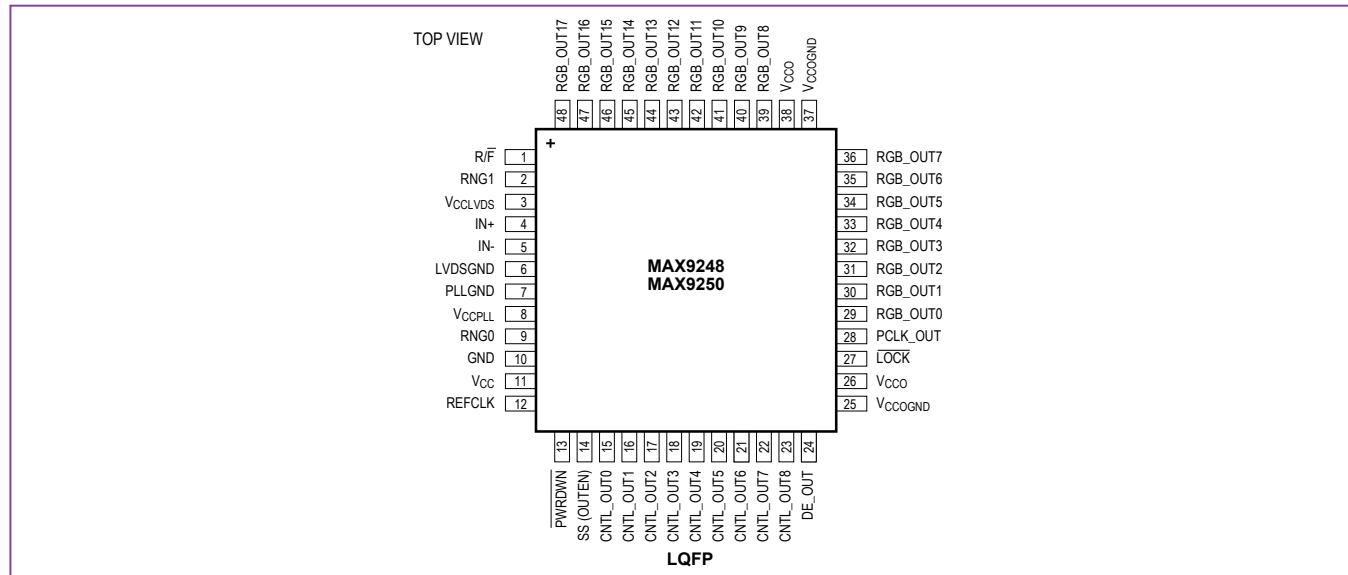 TOP VIEW
RGB_OUT17
RGB_OUT16
RGB_OUT15
RGB_OUT14
RGB_OUT13
RGB_OUT12
RGB_OUT11
RGB_OUT10
RGB_OUT9
RGB_OUT8
VCCO
VCCOGND
48 47 46 45 44 43 42 41 40 39 38 37
+
R/F̅ 1
RNG1 2
VCCLVDS 3
IN+ 4
IN- 5
LVDSGND 6
PLLGND 7
VCCPLL 8
RNG0 9
GND 10
VCC 11
REFCLK 12
MAX9248
MAX9250
36 RGB_OUT7
35 RGB_OUT6
34 RGB_OUT5
33 RGB_OUT4
32 RGB_OUT3
31 RGB_OUT2
30 RGB_OUT1
29 RGB_OUT0
28 PCLK_OUT
27 L̅O̅C̅K̅
26 VCCO
25 VCCOGND
13 14 15 16 17 18 19 20 21 22 23 24
P̅W̅R̅D̅W̅N̅
SS (OUTEN)
CNTL_OUT0
CNTL_OUT1
CNTL_OUT2
CNTL_OUT3
CNTL_OUT4
CNTL_OUT5
CNTL_OUT6
CNTL_OUT7
CNTL_OUT8
DE_OUT
LQFP